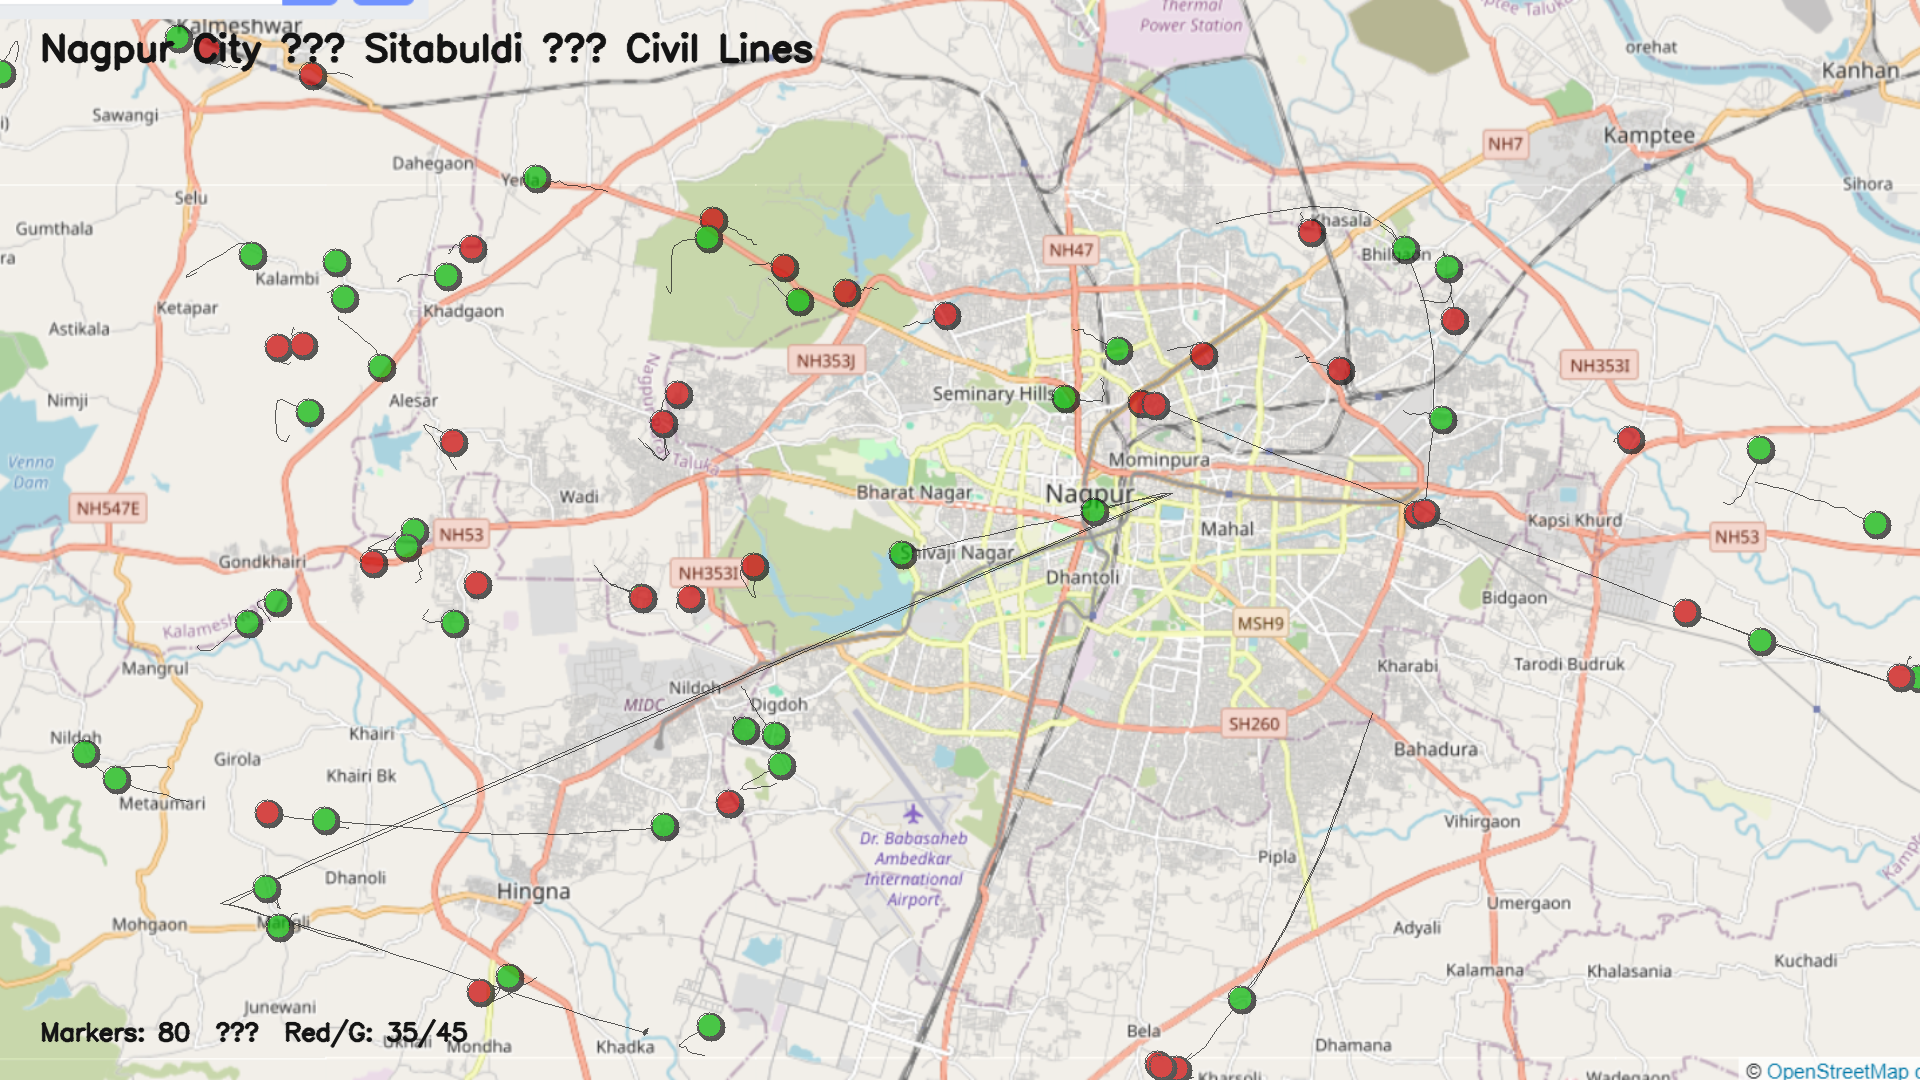 Kalmeshwar
Nagpur City ??? Sitabuldi ??? Civil Lines
Thermal
Power Station
orehat
Kanhan
Sawangi
Dahegaon
NH7
Kamptee
Selu
Sihora
Gumthala
Khasala
NH47
Bhilgaon
Kalambi
Ketapar
Khadgaon
Astikala
NH353J
NH353I
Seminary Hills
Nimji
Alesar
Nagpur
Taluka
Mominpura
Venna
Dam
Wadi
Bharat Nagar
Nagpur
NH547E
Mahal
Kapsi Khurd
NH53
NH53
Gondkhairi
Shivaji Nagar
NH353I
Dhantoli
Bidgaon
MSH9
Kalamesh
Mangrul
Kharabi
Tarodi Budruk
Nildoh
MIDC
Digdoh
SH260
Nildoh
Khairi
Bahadura
Girola
Khairi Bk
Metaumari
Vihirgaon
Dr. Babasaheb
Ambedkar
International
Airport
Pipla
Dhanoli
Hingna
Umergaon
Mohgaon
Mangli
Adyali
Kalamana
Khalasania
Kuchadi
Junewani
Markers: 80 ??? Red/G: 35/45
Mondha
Khadka
Bela
Dhamana
Kharsoli
Wadegaon
© OpenStreetMap